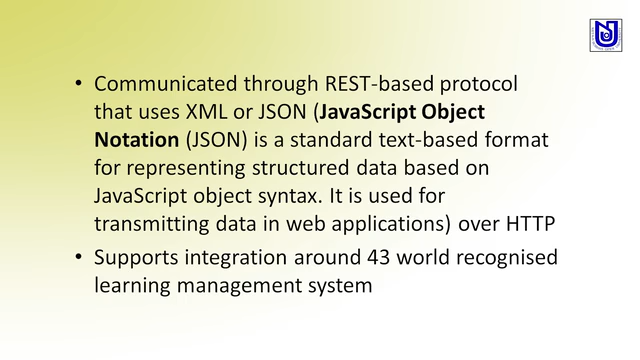 • Communicated through REST-based protocol
that uses XML or JSON (JavaScript Object
Notation (JSON) is a standard text-based format
for representing structured data based on
JavaScript object syntax. It is used for
transmitting data in web applications) over HTTP
• Supports integration around 43 world recognised
learning management system